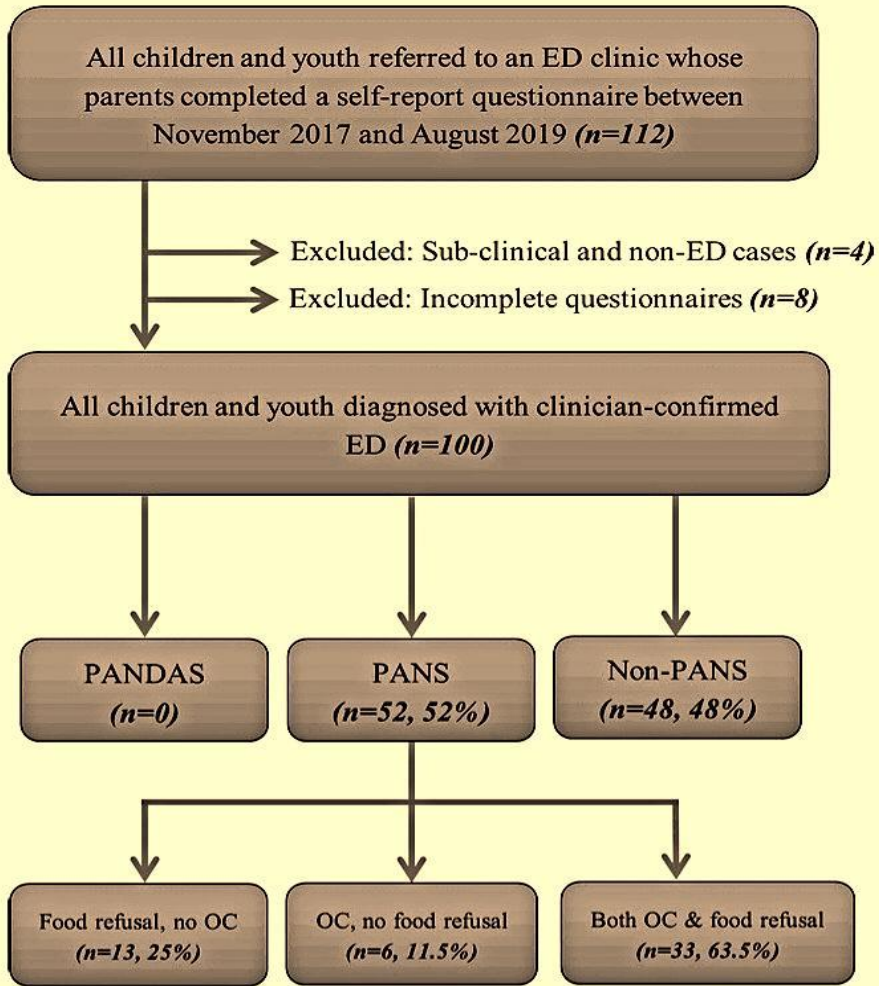 All children and youth referred to an ED clinic whose
parents completed a self-report questionnaire between
November 2017 and August 2019 (n=112)
Excluded: Sub-clinical and non-ED cases (n=4)
Excluded: Incomplete questionnaires (n=8)
All children and youth diagnosed with clinician-confirmed
ED (n=100)
PANDAS
(n=0)
PANS
(n=52, 52%)
Non-PANS
(n=48, 48%)
Food refusal, no OC
(n=13, 25%)
OC, no food refusal
(n=6, 11.5%)
Both OC & food refusal
(n=33, 63.5%)